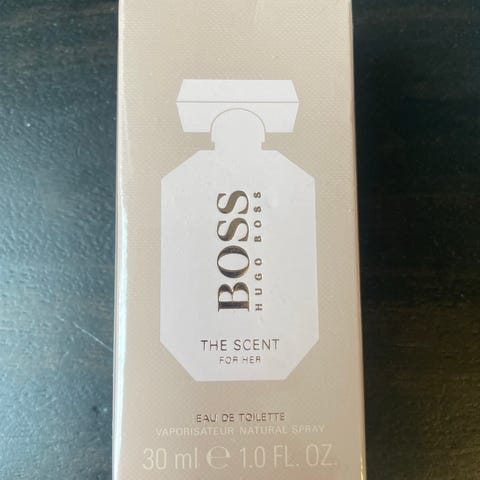 BOSS
HUGO BOSS
THE SCENT
FOR HER
EAU DE TOILETTE
VAPORISATEUR NATURAL SPRAY
30 ml ℮ 1.0 FL. OZ.